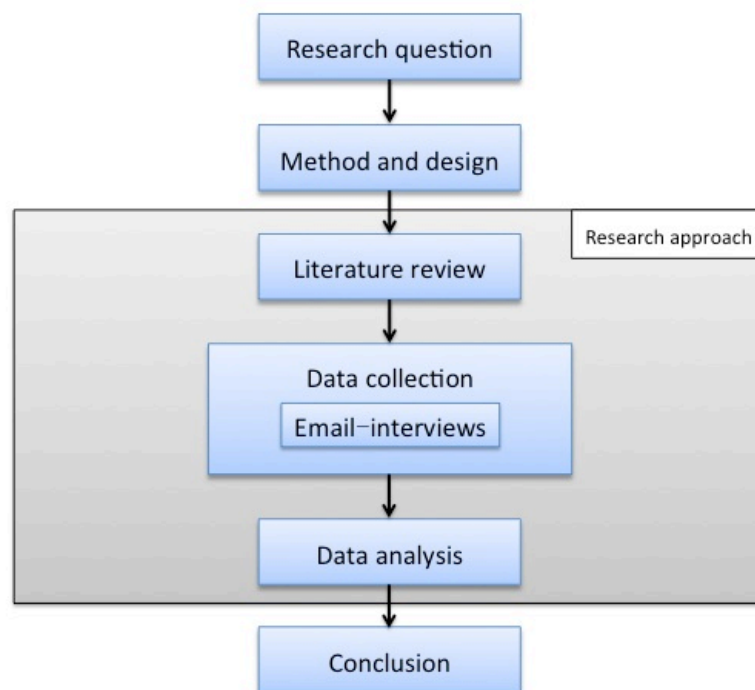 Research question
Method and design
Research approach
Literature review
Data collection
Email-interviews
Data analysis
Conclusion